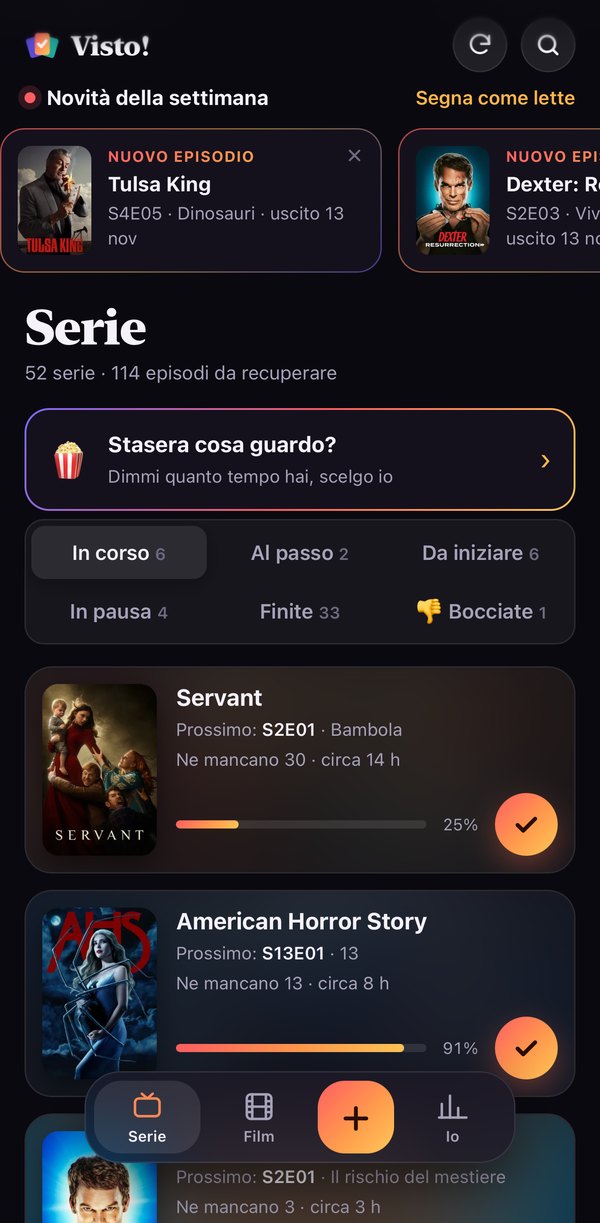 Visto!
Novità della settimana
Segna come lette
NUOVO EPISODIO
Tulsa King
S4E05 · Dinosauri · uscito 13
nov
TULSA KING
NUOVO EPIS
Dexter: R
S2E03 · Viv
uscito 13 no
DEXTER
RESURRECTION
Serie
52 serie · 114 episodi da recuperare
Stasera cosa guardo?
Dimmi quanto tempo hai, scelgo io
In corso 6
Al passo 2
Da iniziare 6
In pausa 4
Finite 33
👎 Bocciate 1
Servant
Prossimo: S2E01 · Bambola
Ne mancano 30 · circa 14 h
25%
SERVANT
American Horror Story
Prossimo: S13E01 · 13
Ne mancano 13 · circa 8 h
91%
AHS
Serie
Film
Io
Prossimo: S2E01 · Il rischio del mestiere
Ne mancano 3 · circa 3 h